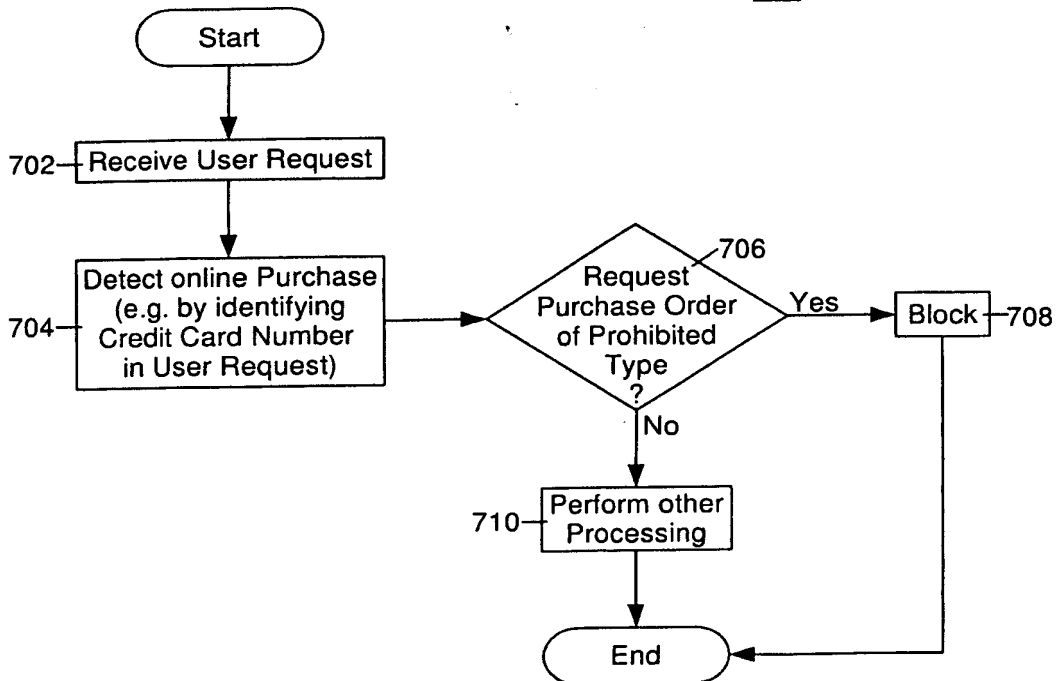 Start
702
Receive User Request
704
Detect online Purchase
(e.g. by identifying
Credit Card Number
in User Request)
706
Request
Purchase Order
of Prohibited
Type
?
Yes
Block
708
No
710
Perform other
Processing
End